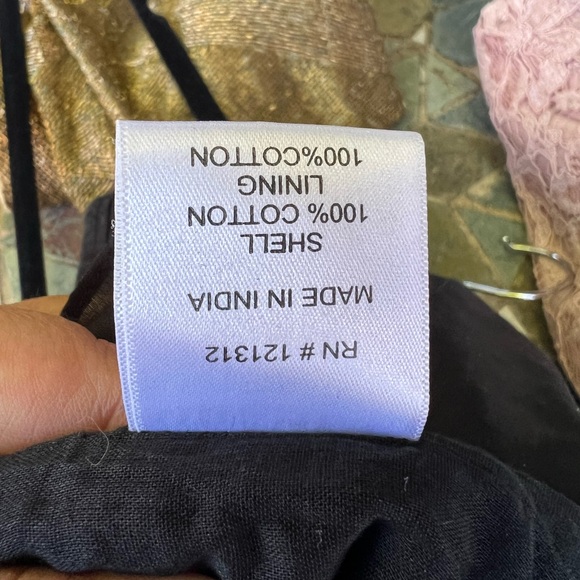 RN # 121312
MADE IN INDIA
SHELL
100% COTTON
LINING
100%COTTON